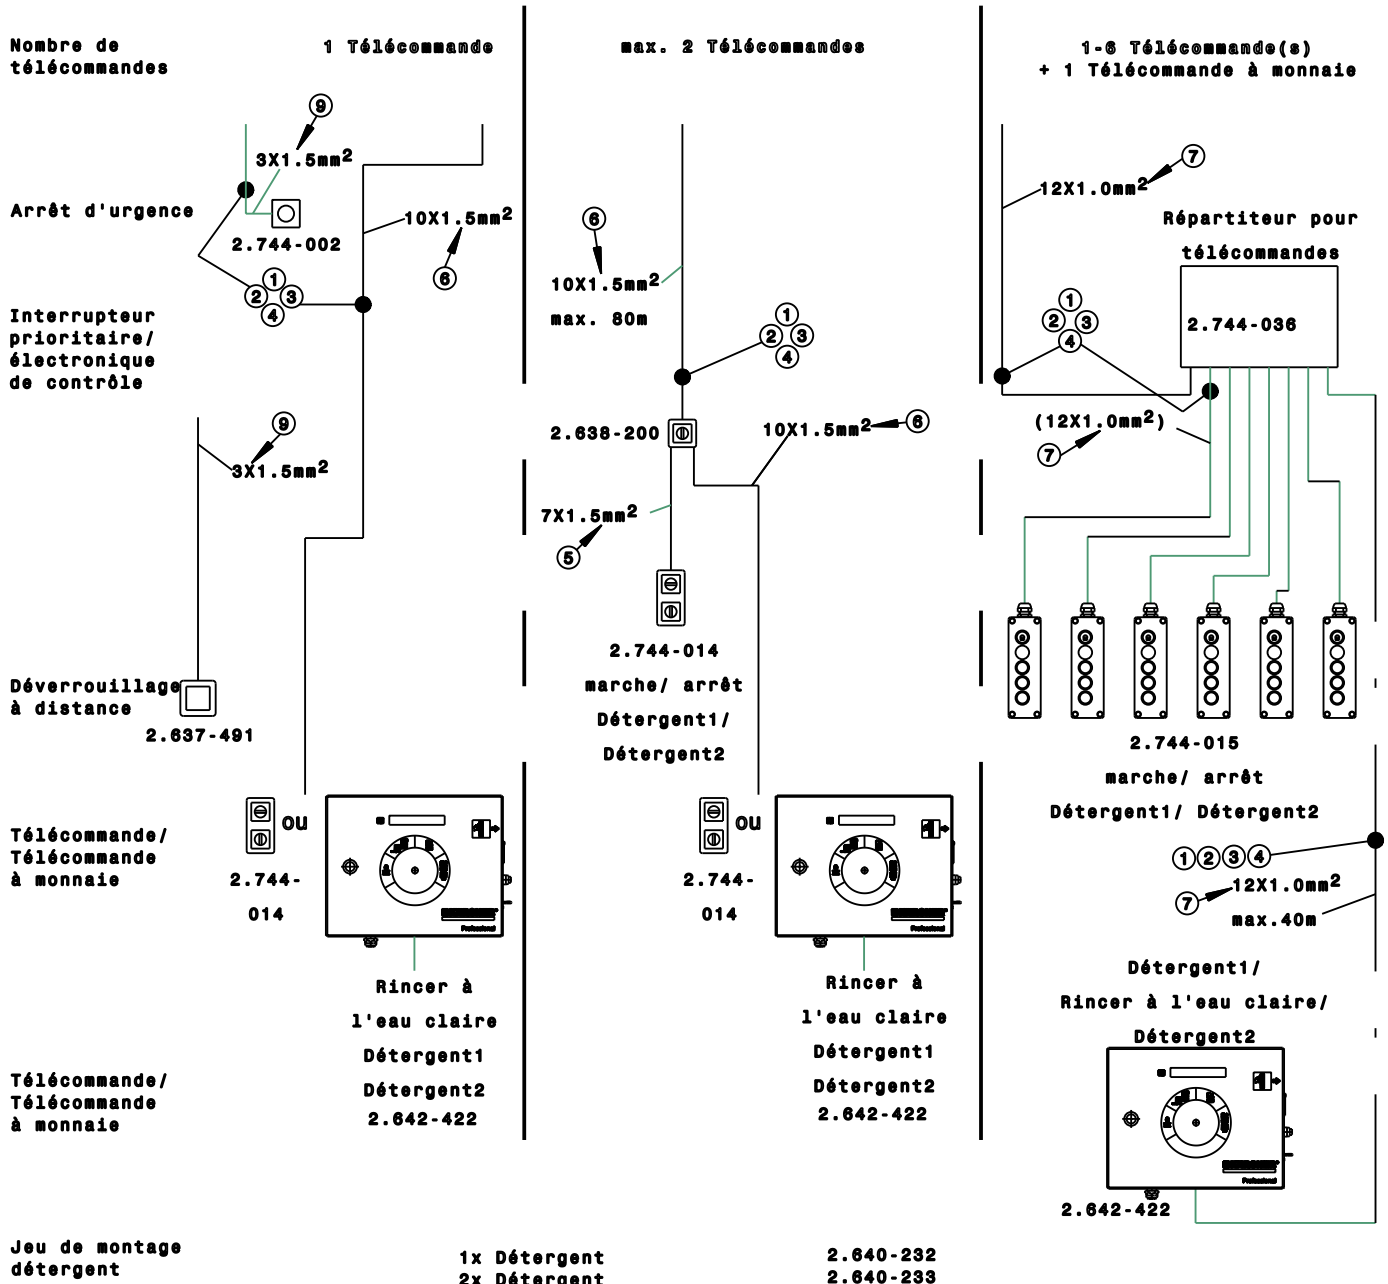 Nombre de
télécommandes
1 Télécommande
max. 2 Télécommandes
1-6 Télécommande(s)
+ 1 Télécommande à monnaie
9
3X1.5mm2
Arrêt d'urgence
2.744-002
10X1.5mm2
6
1
2
3
4
Interrupteur
prioritaire/
électronique
de contrôle
9
3X1.5mm2
Déverrouillage
à distance
2.637-491
Télécommande/
Télécommande
à monnaie
ou
2.744-
014
Professional
Rincer à
l'eau claire
Détergent1
Détergent2
2.642-422
Télécommande/
Télécommande
à monnaie
6
10X1.5mm2
max. 80m
1
2
3
4
2.638-200
10X1.5mm2
6
7X1.5mm2
5
2.744-014
marche/ arrêt
Détergent1/
Détergent2
ou
2.744-
014
Professional
Rincer à
l'eau claire
Détergent1
Détergent2
2.642-422
7
12X1.0mm2
Répartiteur pour
télécommandes
2.744-036
1
2
3
4
(12X1.0mm2)
7
2.744-015
marche/ arrêt
Détergent1/ Détergent2
1 2 3 4
7
12X1.0mm2
max.40m
Détergent1/
Rincer à l'eau claire/
Détergent2
Professional
2.642-422
Jeu de montage
détergent
1x Détergent
2.640-232
2x Détergent
2.640-233